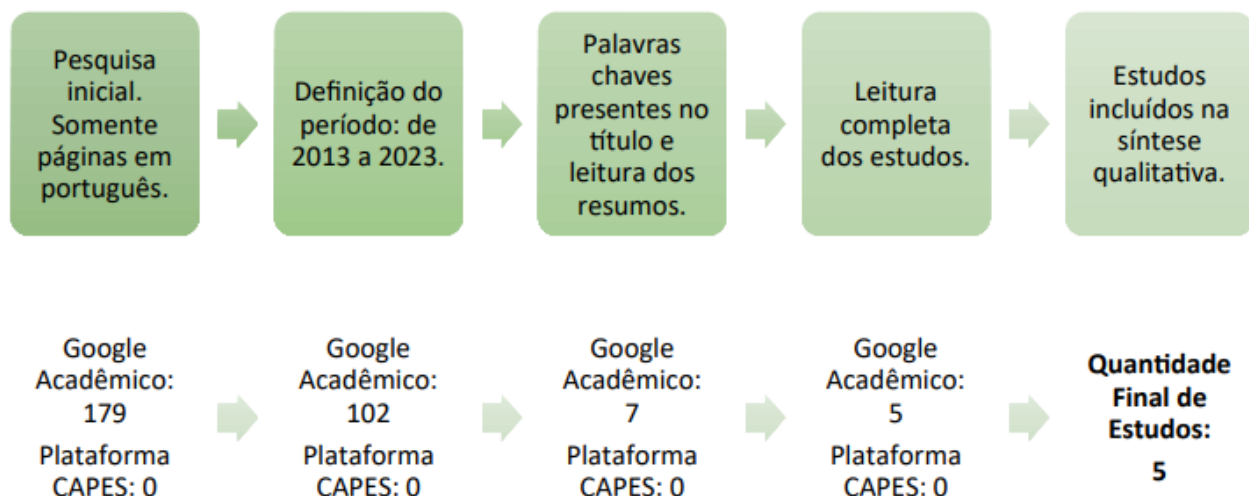 Pesquisa
inicial.
Somente
páginas em
português.
Definição do
período: de
2013 a 2023.
Palavras
chaves
presentes no
título e
leitura dos
resumos.
Leitura
completa
dos estudos.
Estudos
incluídos na
síntese
qualitativa.
Google
Acadêmico:
179
Plataforma
CAPES: 0
Google
Acadêmico:
102
Plataforma
CAPES: 0
Google
Acadêmico:
7
Plataforma
CAPES: 0
Google
Acadêmico:
5
Plataforma
CAPES: 0
Quantidade
Final de
Estudos:
5